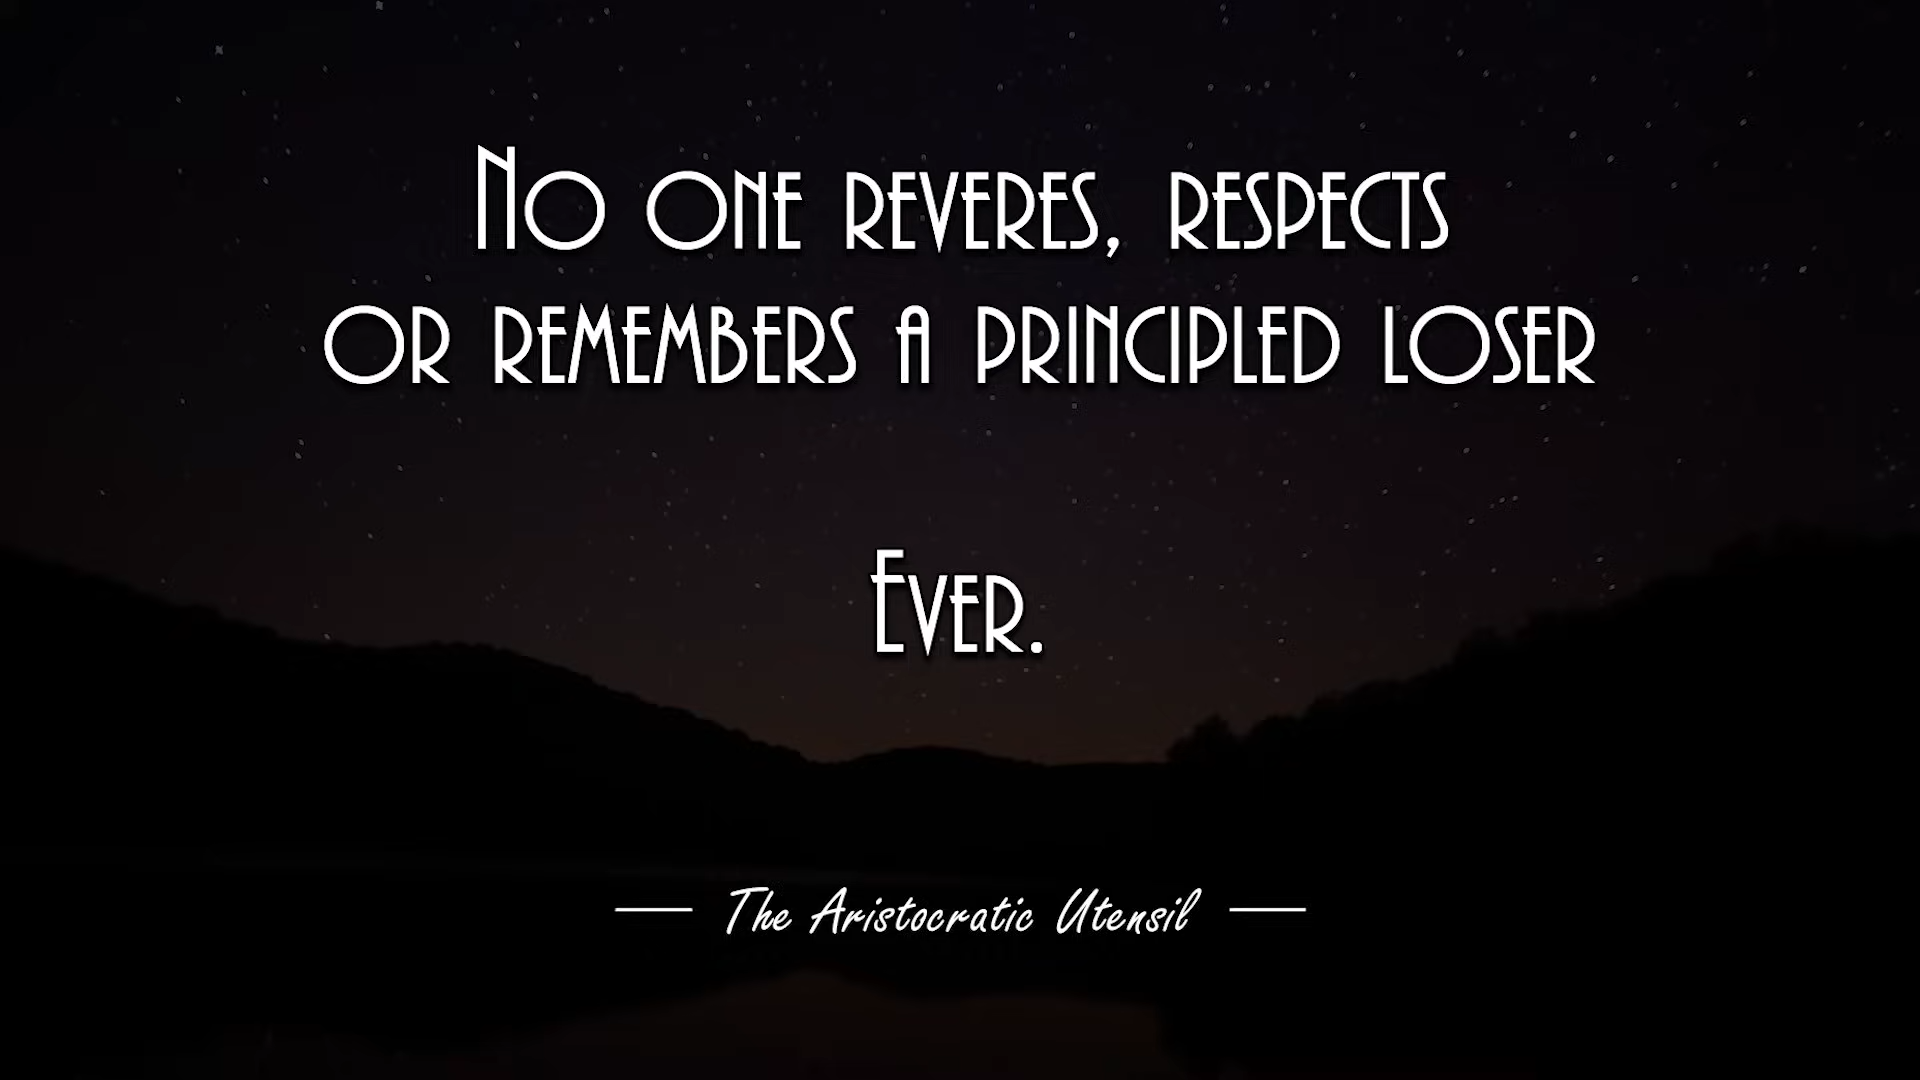 No one reveres, respects
or remembers a principled loser
Ever.
The Aristocratic Utensil